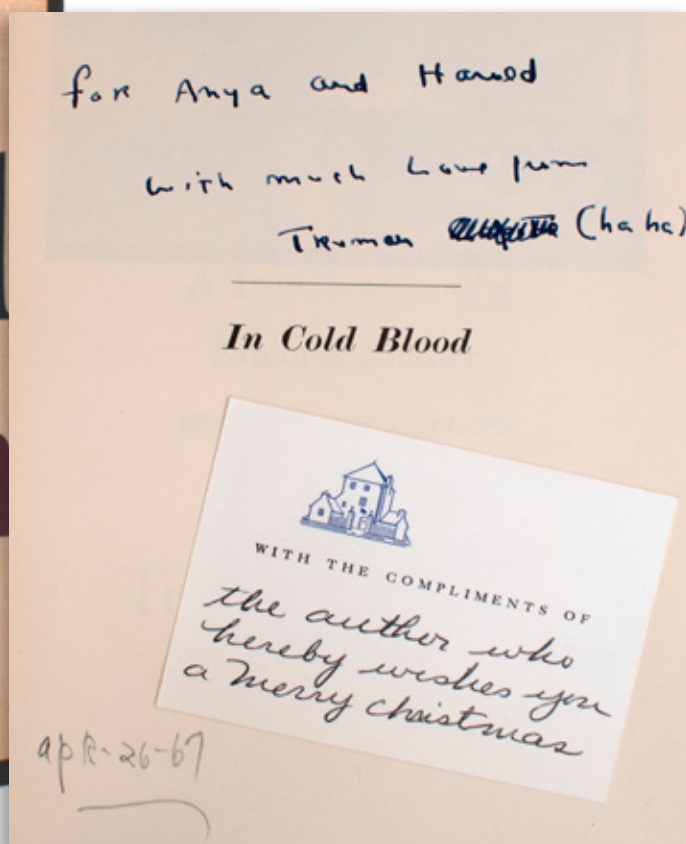 for Anya and Harold
with much love from
Truman (ha ha)
In Cold Blood
WITH THE COMPLIMENTS OF
the author who
hereby wishes you
a Merry Christmas
apR-26-67